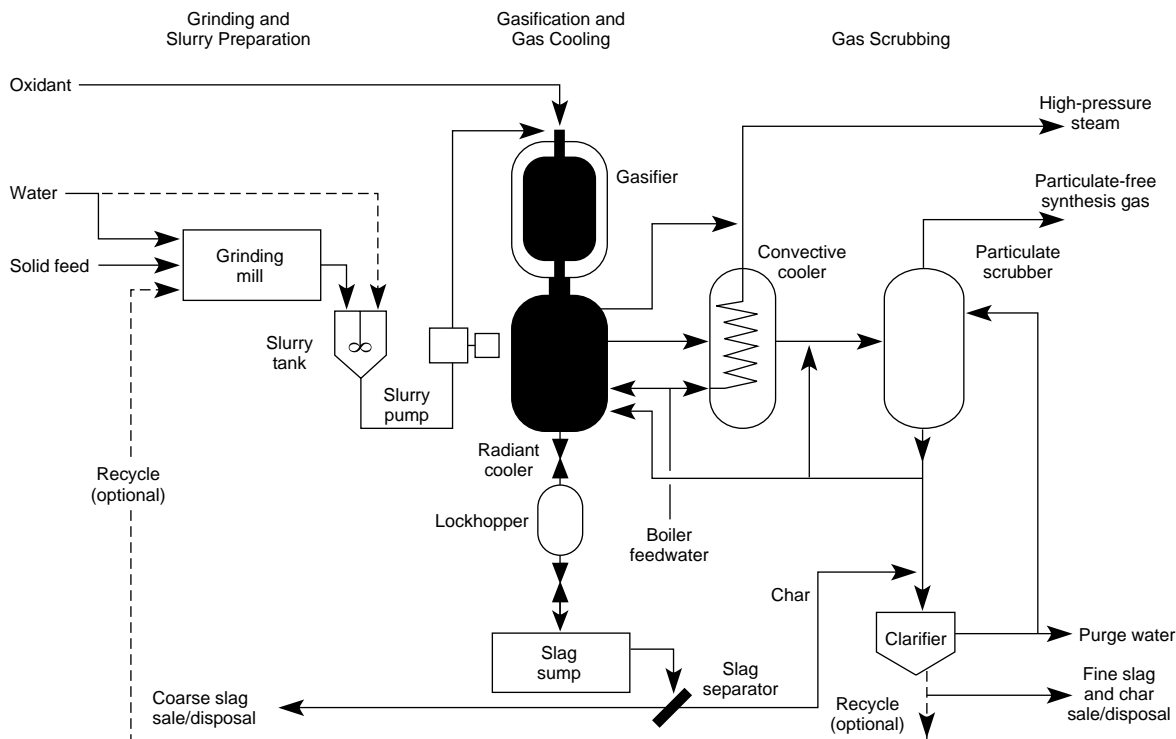 Grinding and
Slurry Preparation
Gasification and
Gas Cooling
Gas Scrubbing
Oxidant
High-pressure
steam
Gasifier
Water
Particulate-free
synthesis gas
Grinding
mill
Convective
cooler
Particulate
scrubber
Solid feed
Slurry
tank
Slurry
pump
Radiant
cooler
Recycle
(optional)
Lockhopper
Boiler
feedwater
Char
Clarifier
Purge water
Slag
sump
Slag
separator
Coarse slag
sale/disposal
Recycle
(optional)
Fine slag
and char
sale/disposal